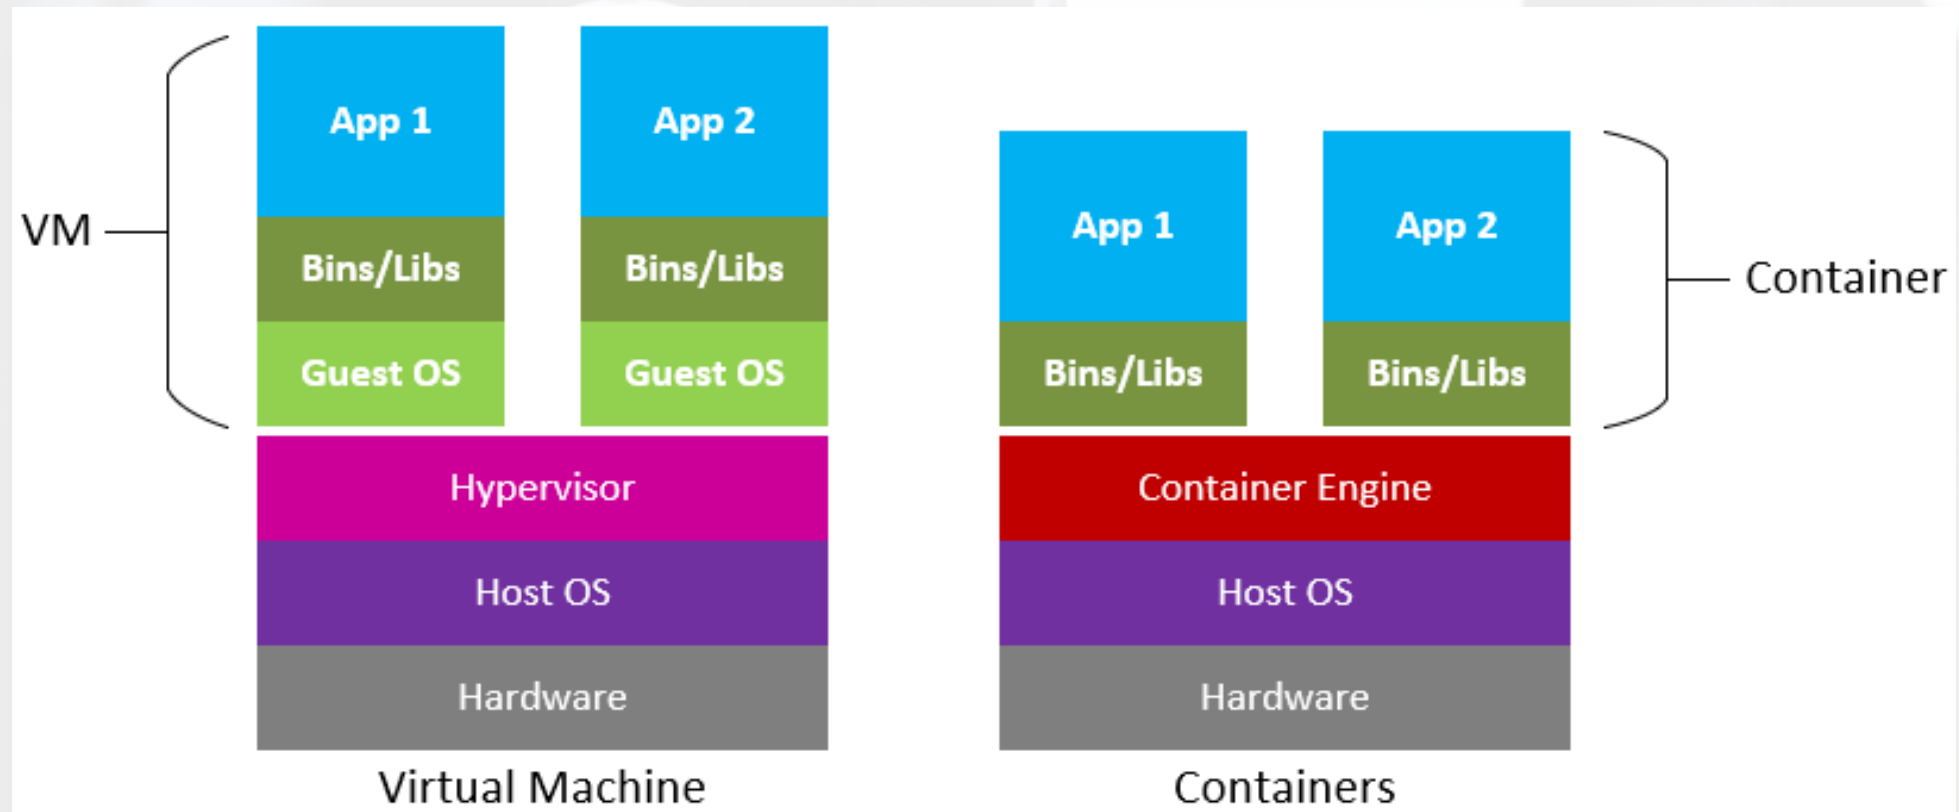 App 1
App 2
VM
Bins/Libs
Bins/Libs
Guest OS
Guest OS
Hypervisor
Host OS
Hardware
Virtual Machine
App 1
App 2
Container
Bins/Libs
Bins/Libs
Container Engine
Host OS
Hardware
Containers